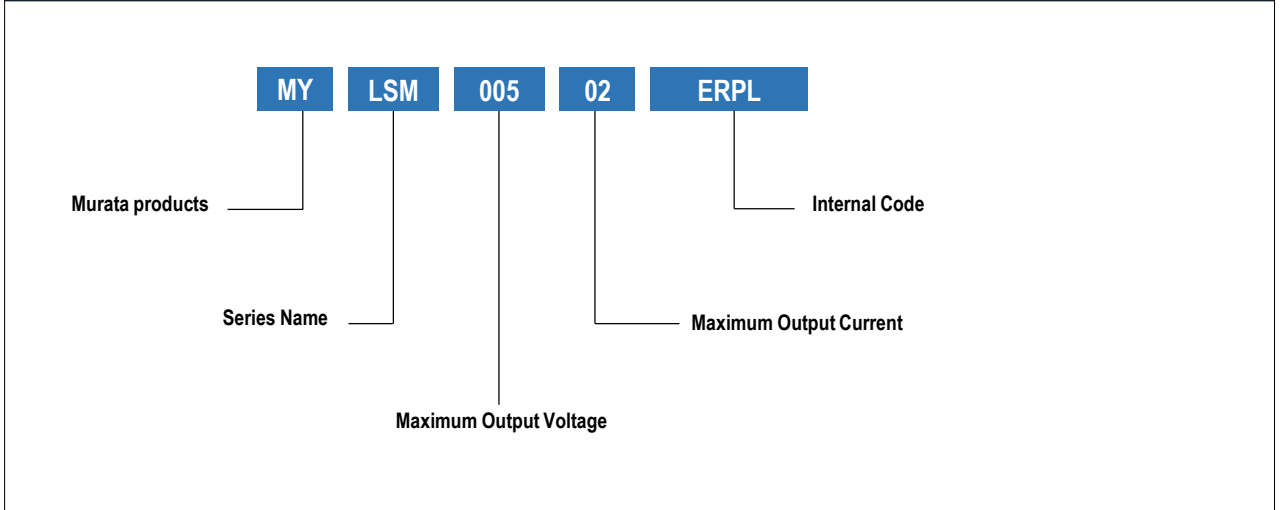 MY LSM 005 02 ERPL
Murata products
Internal Code
Series Name
Maximum Output Current
Maximum Output Voltage